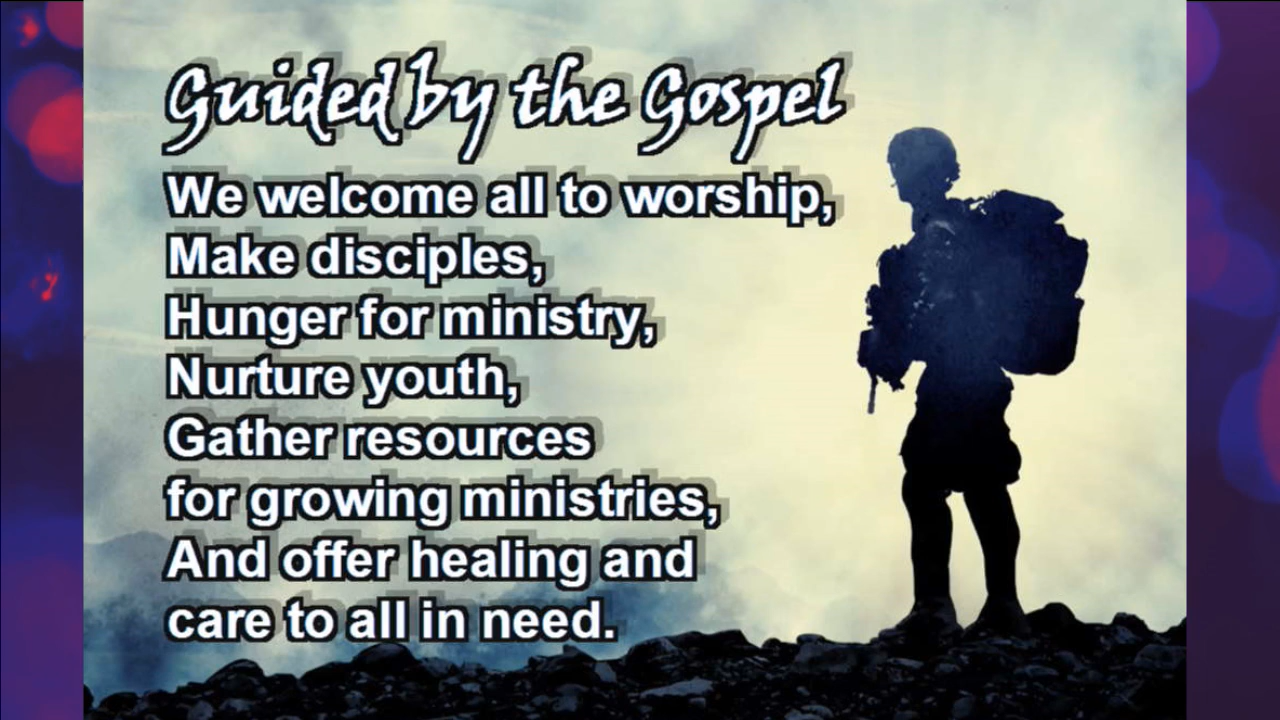 Guided by the Gospel
We welcome all to worship,
Make disciples,
Hunger for ministry,
Nurture youth,
Gather resources
for growing ministries,
And offer healing and
care to all in need.